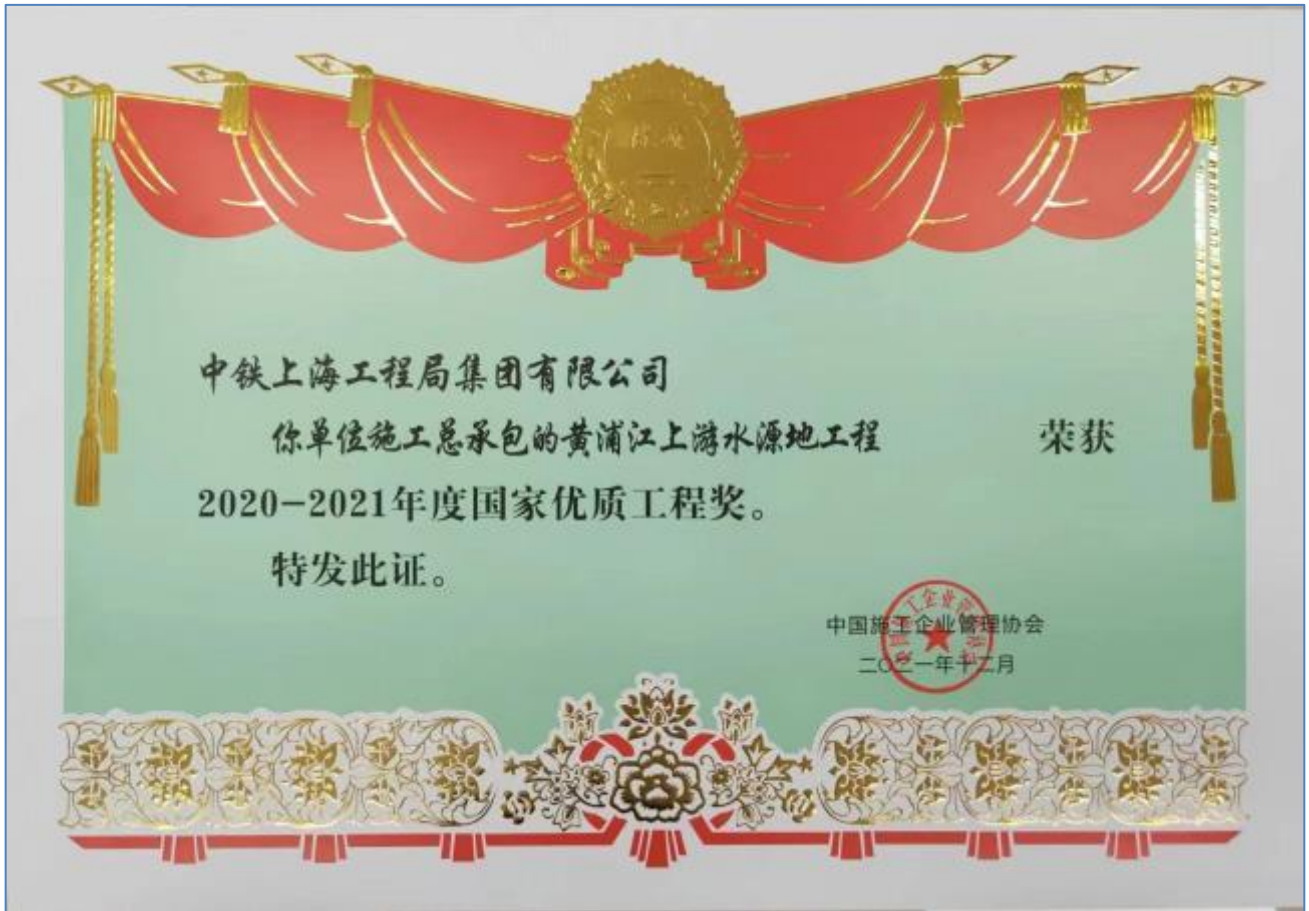 中铁上海工程局集团有限公司
你单位施工总承包的黄浦江上游水源地工程 荣获
2020-2021年度国家优质工程奖。
特发此证。
中国施工企业管理协会
二〇二一年十二月